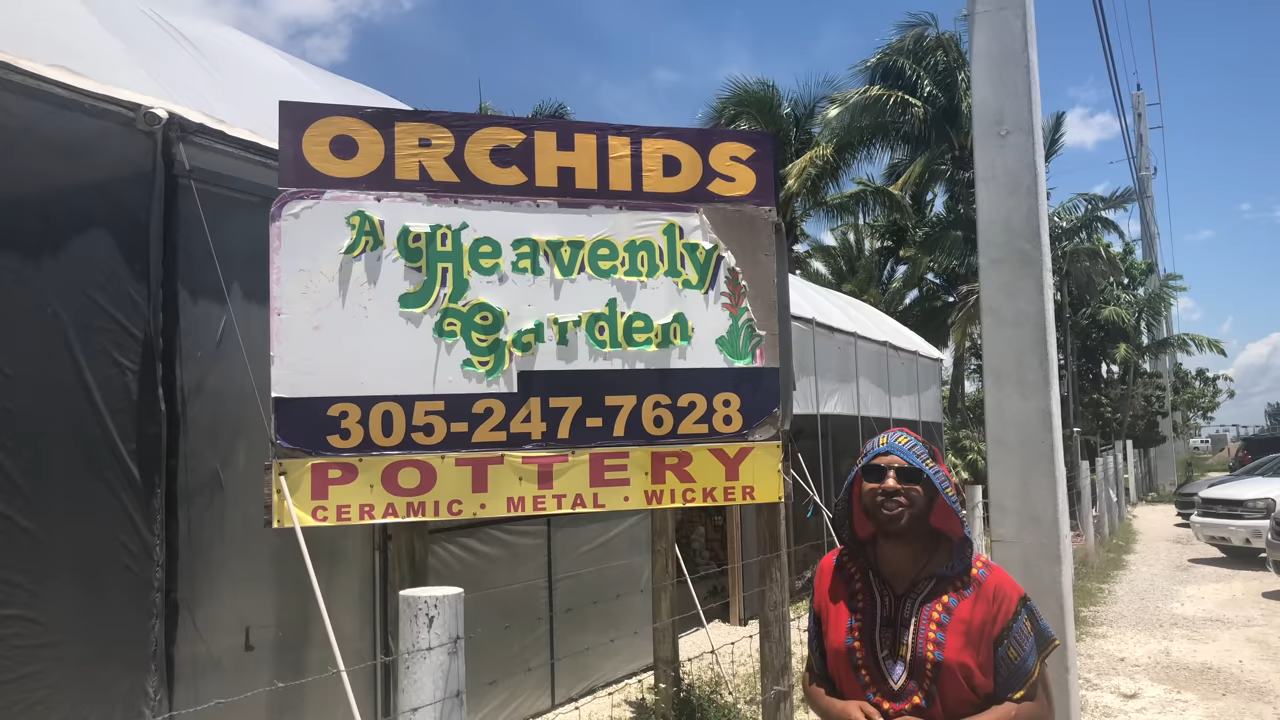 ORCHIDS
A Heavenly
Garden
305-247-7628
POTTERY
CERAMIC • METAL • WICKER